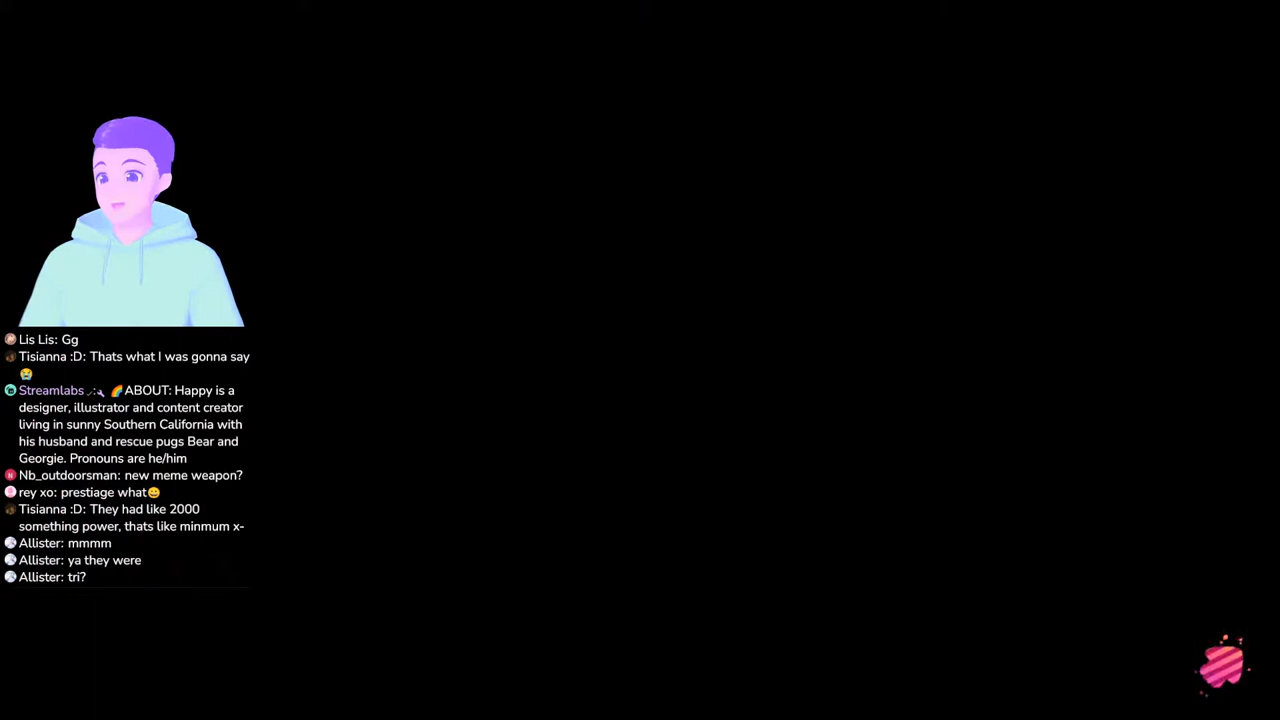 Lis Lis: Gg
Tisianna :D: Thats what I was gonna say
😭
Streamlabs 🌈ABOUT: Happy is a
designer, illustrator and content creator
living in sunny Southern California with
his husband and rescue pugs Bear and
Georgie. Pronouns are he/him
Nb_outdoorsman: new meme weapon?
rey xo: prestiage what😀
Tisianna :D: They had like 2000
something power, thats like minmum x-
Allister: mmmm
Allister: ya they were
Allister: tri?